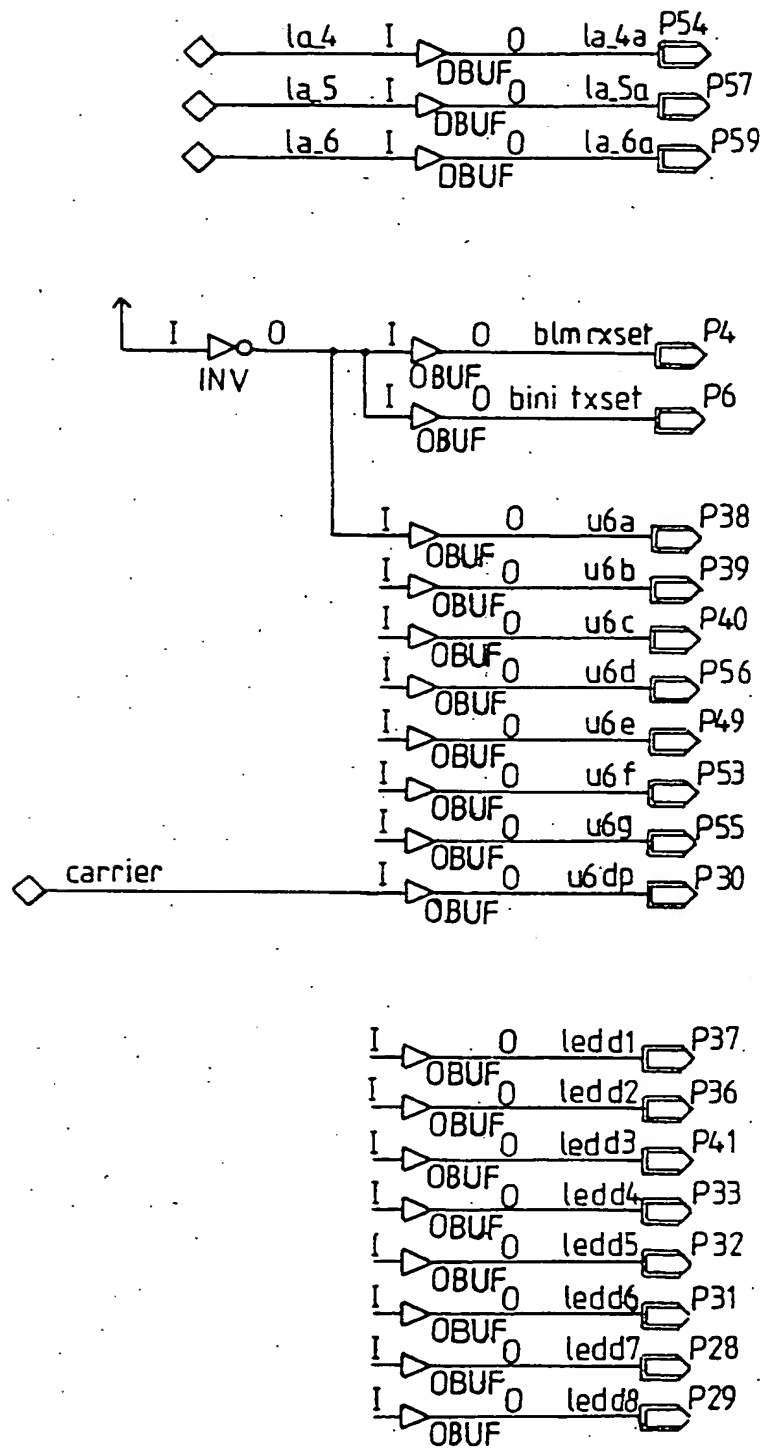 la_4 I O la_4a P54
OBUF
la_5 I O la_5a P57
OBUF
la_6 I O la_6a P59
OBUF
I O I O blmrxset P4
INV OBUF
I O bini txset P6
OBUF
I O u6a P38
OBUF
I O u6b P39
OBUF
I O u6c P40
OBUF
I O u6d P56
OBUF
I O u6e P49
OBUF
I O u6f P53
OBUF
I O u6g P55
OBUF
carrier I O u6dp P30
OBUF
I O ledd1 P37
OBUF
I O ledd2 P36
OBUF
I O ledd3 P41
OBUF
I O ledd4 P33
OBUF
I O ledd5 P32
OBUF
I O ledd6 P31
OBUF
I O ledd7 P28
OBUF
I O ledd8 P29
OBUF